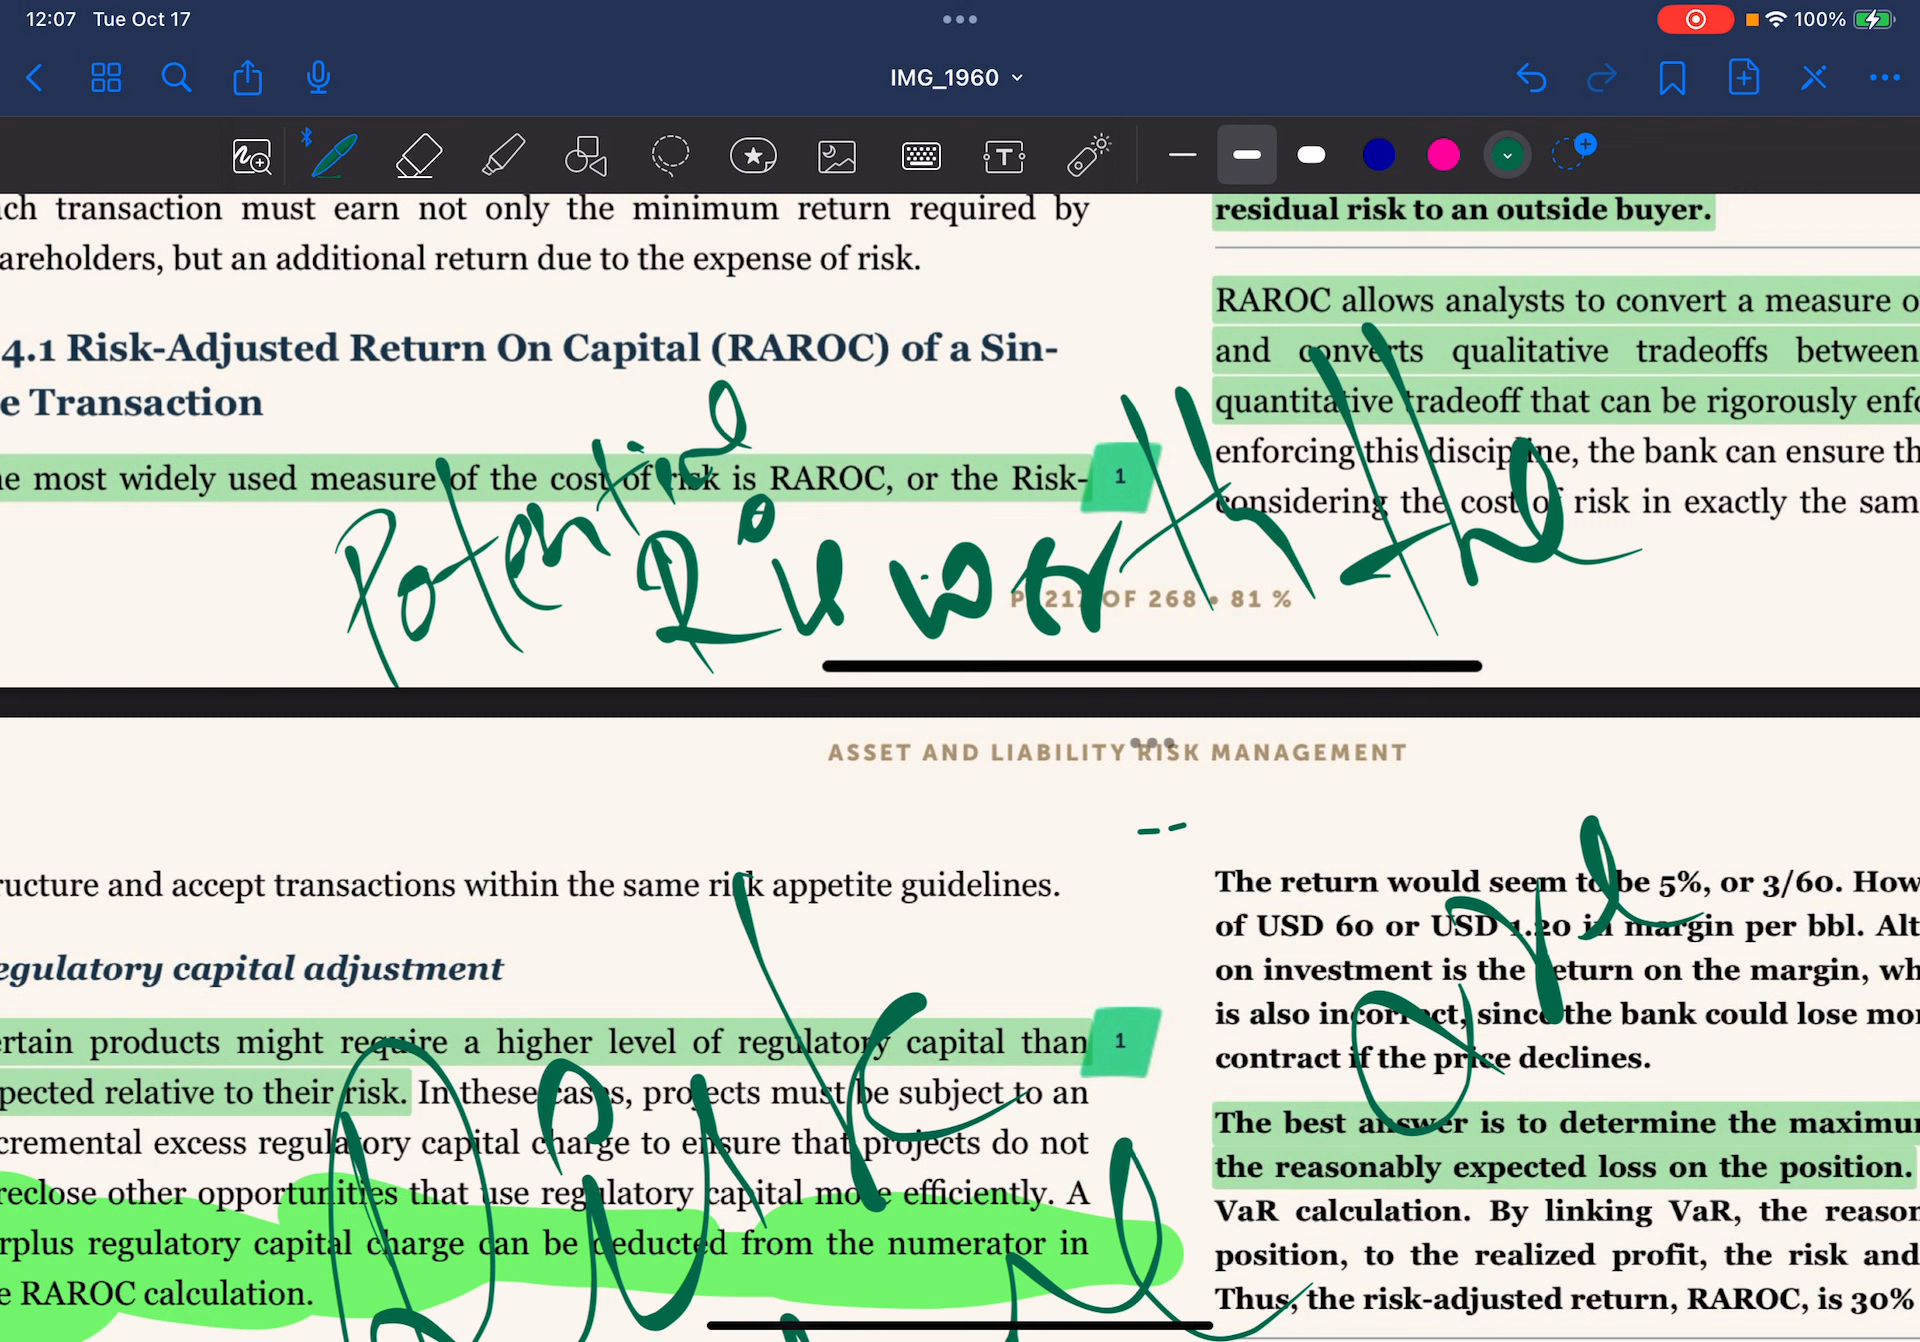 12:07 Tue Oct 17
100%
IMG_1960
ch transaction must earn not only the minimum return required by
areholders, but an additional return due to the expense of risk.
4.1 Risk-Adjusted Return On Capital (RAROC) of a Sin-
e Transaction
e most widely used measure of the cost of risk is RAROC, or the Risk-
1
residual risk to an outside buyer.
RAROC allows analysts to convert a measure o
and converts qualitative tradeoffs between
quantitative tradeoff that can be rigorously enfo
enforcing this discipline, the bank can ensure th
considering the cost of risk in exactly the sam
worth the
P. 217 OF 268 • 81 %
ASSET AND LIABILITY RISK MANAGEMENT
ructure and accept transactions within the same risk appetite guidelines.
egulatory capital adjustment
ertain products might require a higher level of regulatory capital than
1
pected relative to their risk. In these cases, projects must be subject to an
cremental excess regulatory capital charge to ensure that projects do not
reclose other opportunities that use regulatory capital more efficiently. A
rplus regulatory capital charge can be deducted from the numerator in
e RAROC calculation.
The return would seem to be 5%, or 3/60. How
of USD 60 or USD 1.20 in margin per bbl. Alt
on investment is the return on the margin, wh
is also incorrect, since the bank could lose mor
contract if the price declines.
The best answer is to determine the maximu
the reasonably expected loss on the position.
VaR calculation. By linking VaR, the reason
position, to the realized profit, the risk and
Thus, the risk-adjusted return, RAROC, is 30%